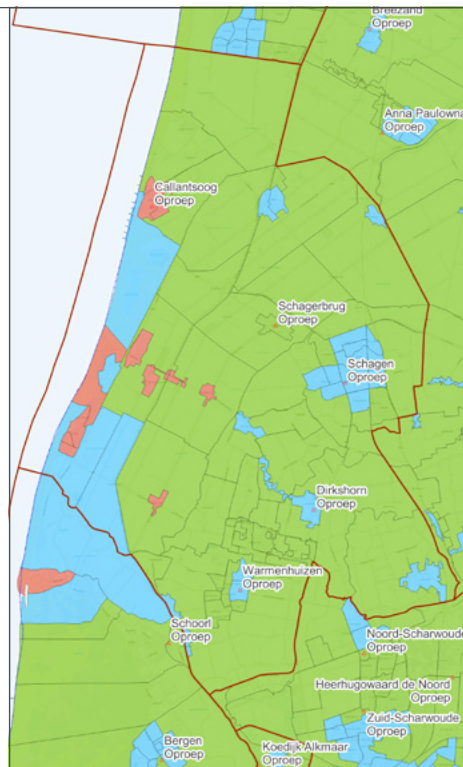 Breezand
Oproep
Anna Paulowna
Oproep
Callantsoog
Oproep
Schagerbrug
Oproep
Schagen
Oproep
Dirkshorn
Oproep
Warmenhuizen
Oproep
Schoorl
Oproep
Noord-Scharwoude
Oproep
Heerhugowaard de Noord
Oproep
Zuid-Scharwoude
Oproep
Bergen
Oproep
Koedijk Alkmaar
Oproep